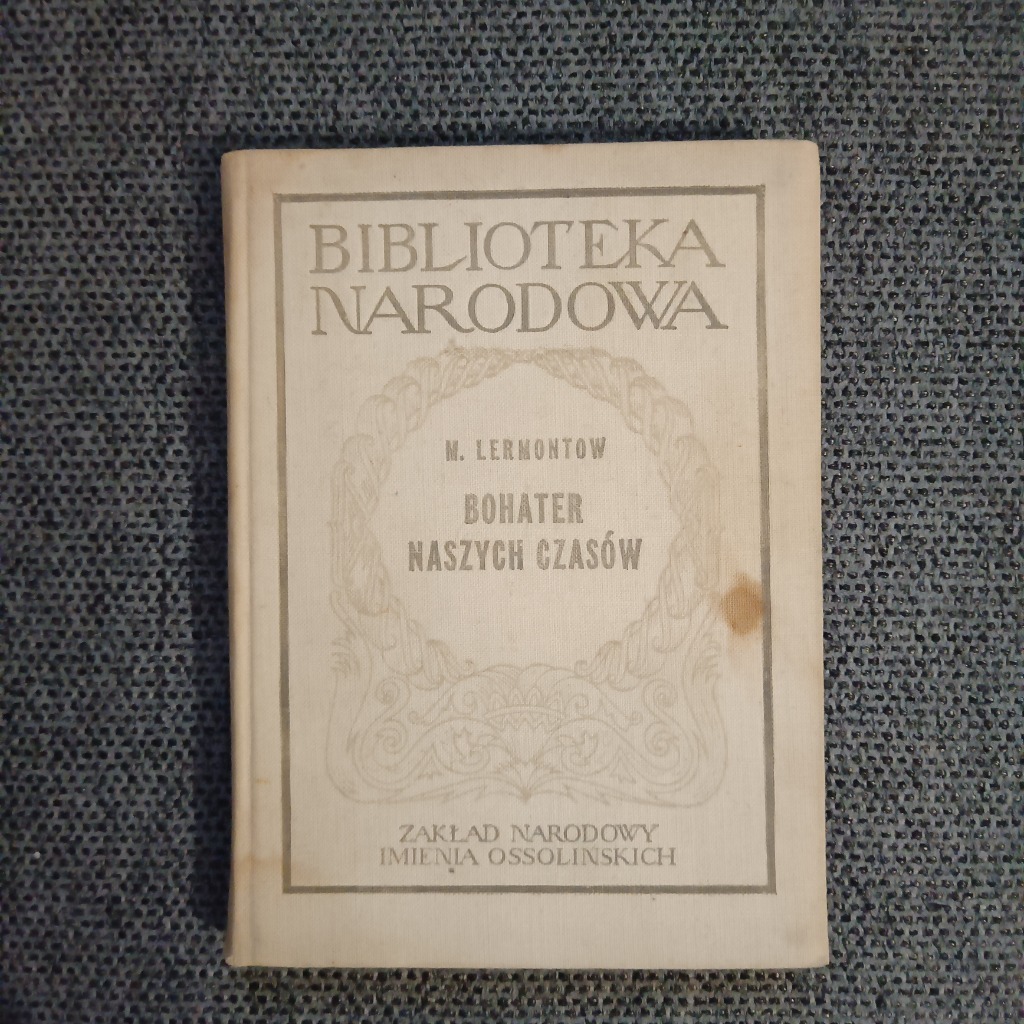 BIBLIOTEKA
NARODOWA
M. LERMONTOW
BOHATER
NASZYCH CZASÓW
ZAKŁAD NARODOWY
IMIENIA OSSOLIŃSKICH